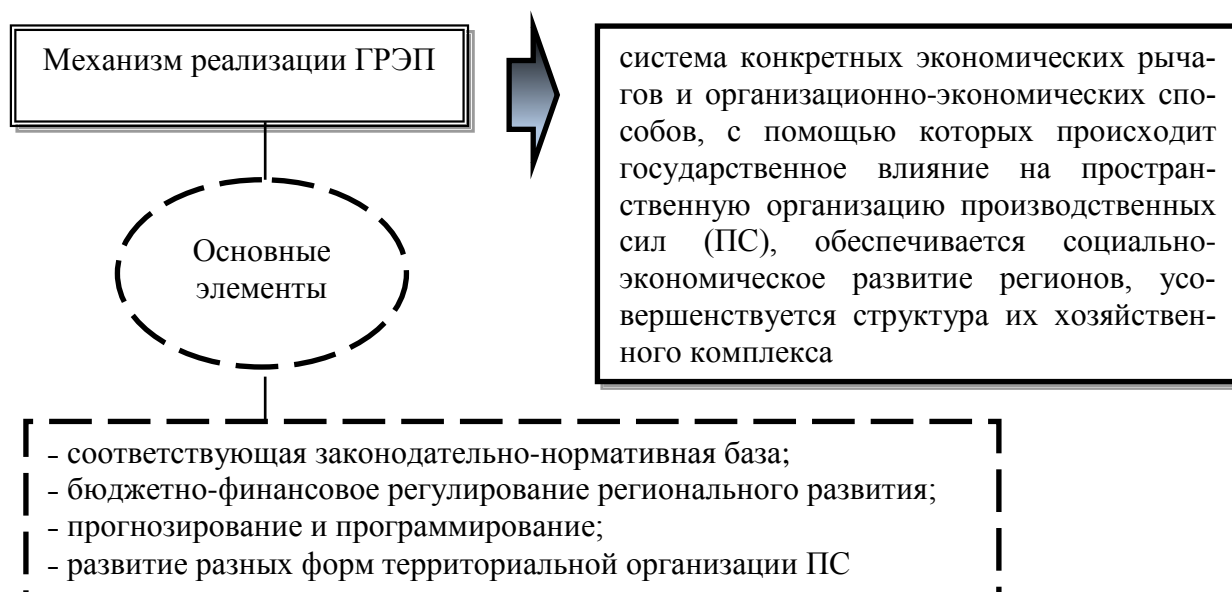 Механизм реализации ГРЭП
система конкретных экономических рыча-
гов и организационно-экономических спо-
собов, с помощью которых происходит
государственное влияние на простран-
ственную организацию производственных
сил (ПС), обеспечивается социально-
экономическое развитие регионов, усо-
вершенствуется структура их хозяйствен-
ного комплекса
Основные
элементы
- соответствующая законодательно-нормативная база;
- бюджетно-финансовое регулирование регионального развития;
- прогнозирование и программирование;
- развитие разных форм территориальной организации ПС